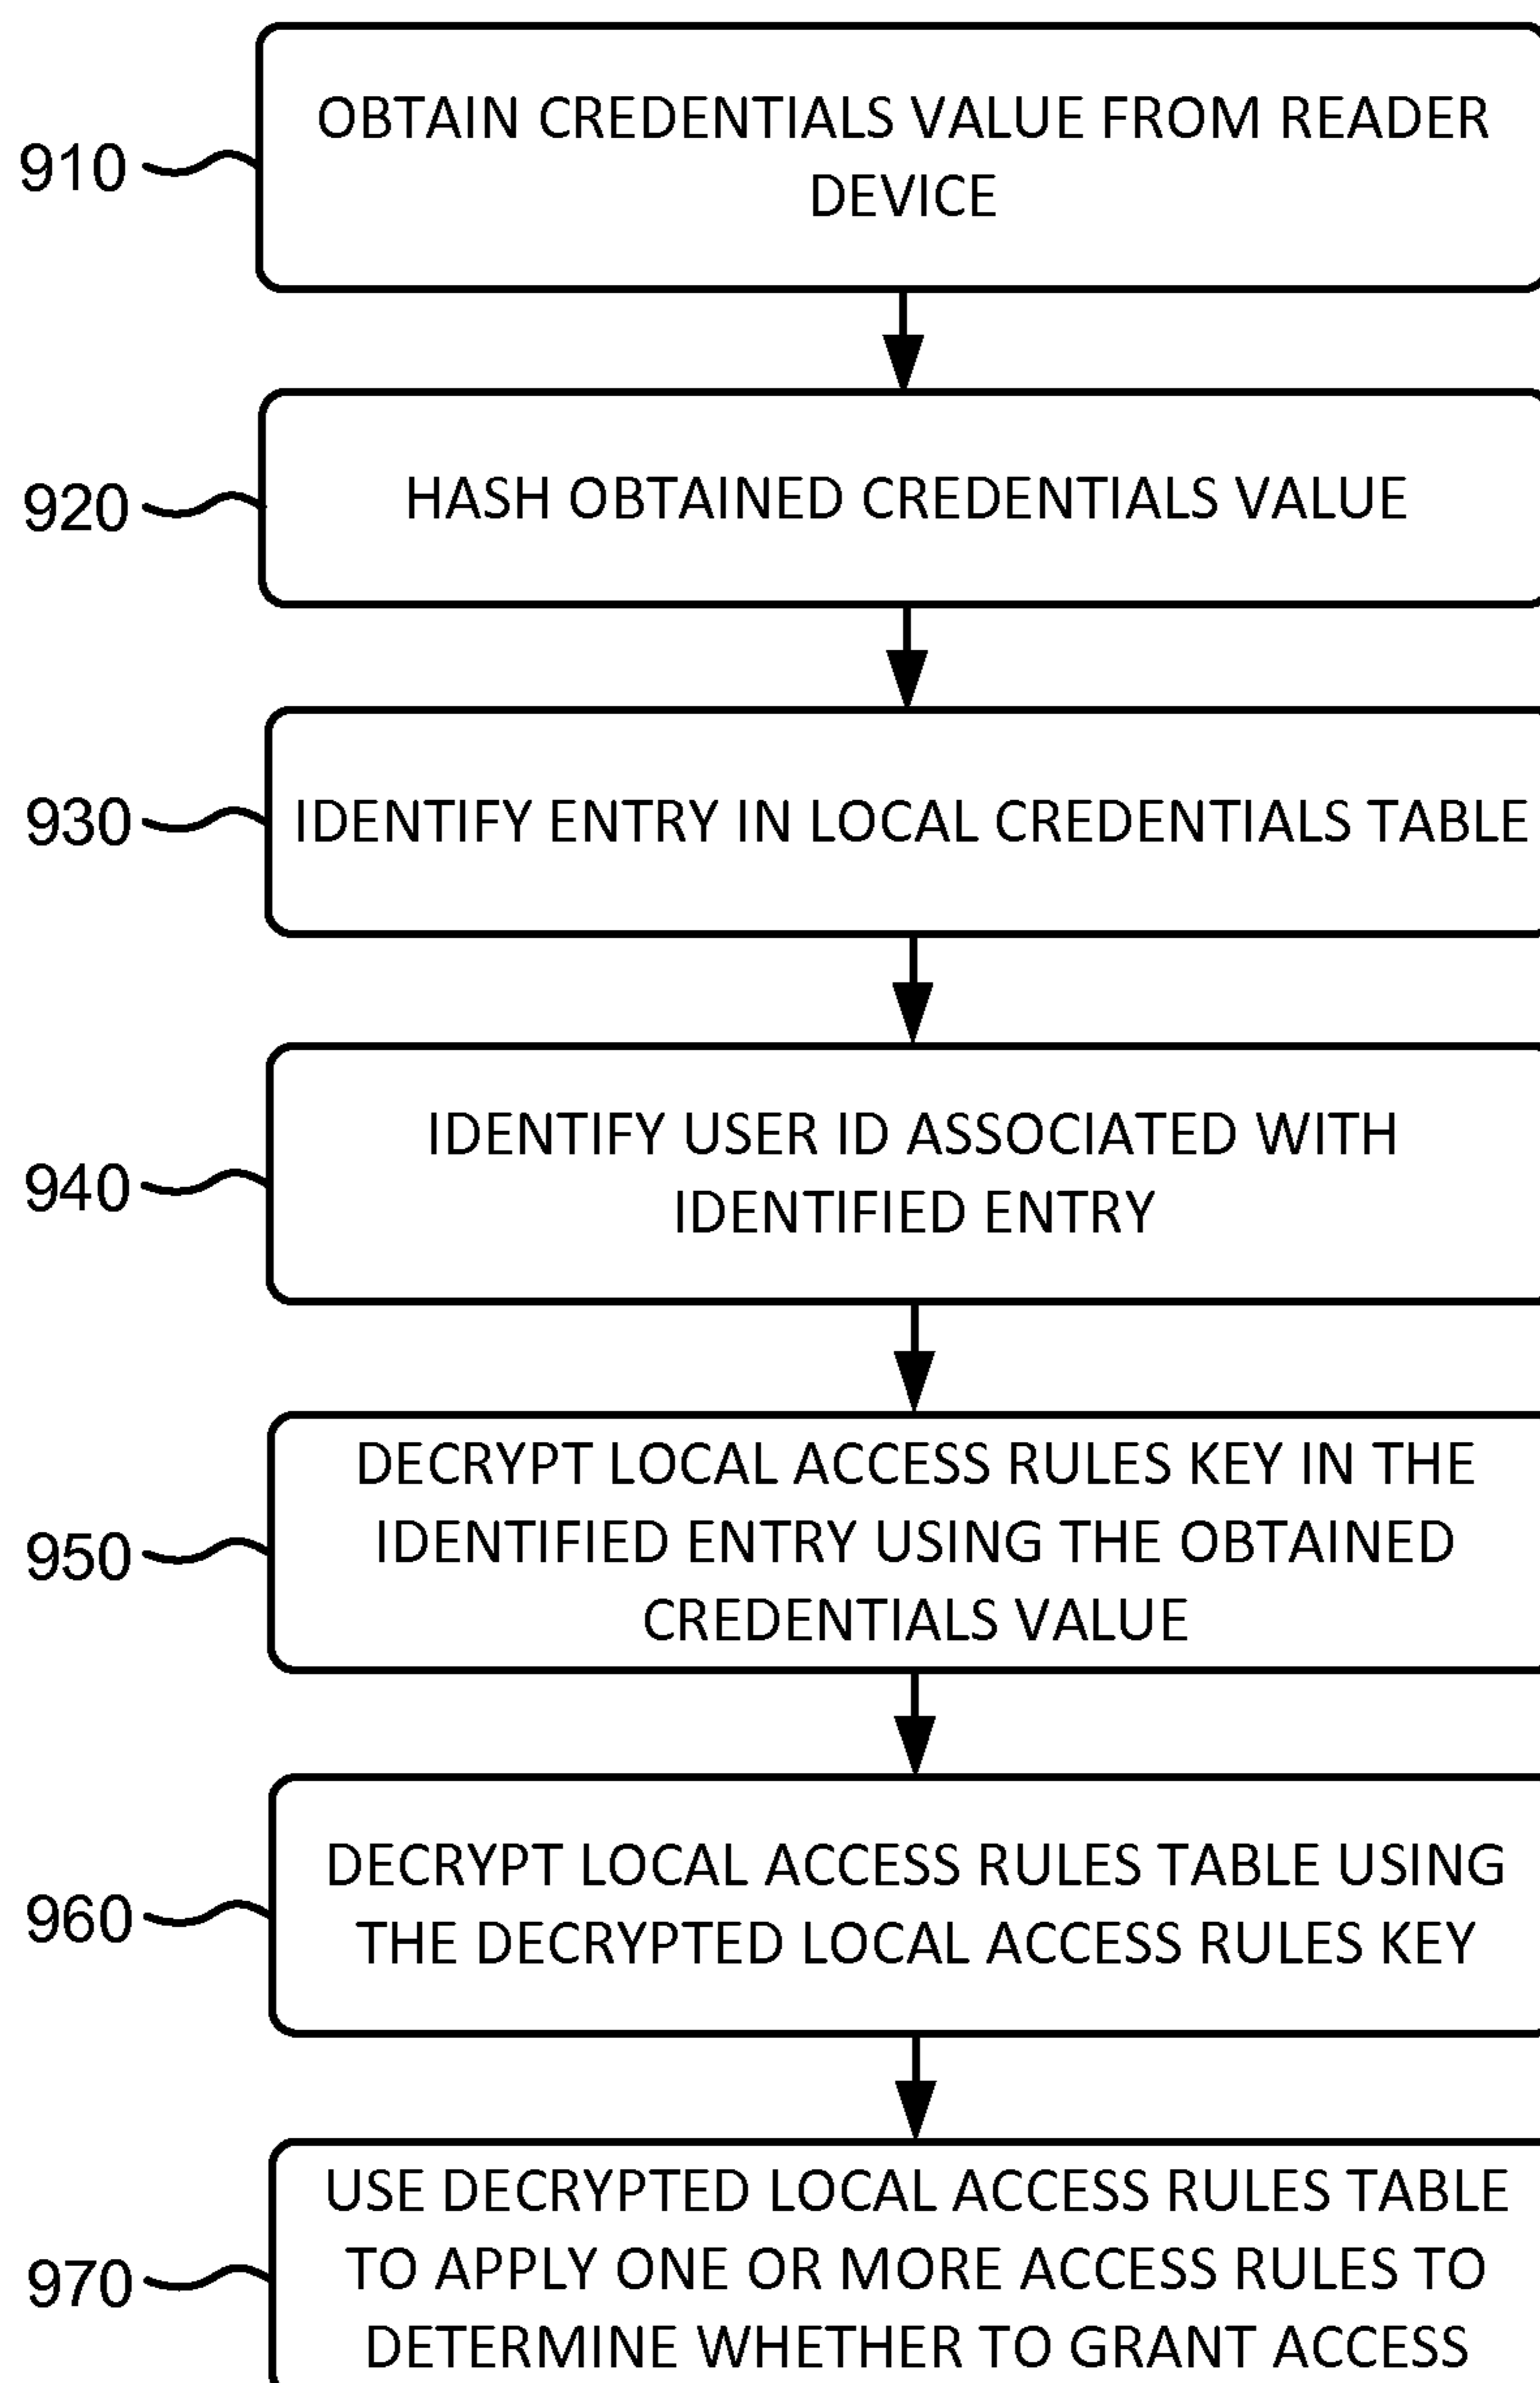 910
OBTAIN CREDENTIALS VALUE FROM READER
DEVICE
920
HASH OBTAINED CREDENTIALS VALUE
930
IDENTIFY ENTRY IN LOCAL CREDENTIALS TABLE
940
IDENTIFY USER ID ASSOCIATED WITH
IDENTIFIED ENTRY
950
DECRYPT LOCAL ACCESS RULES KEY IN THE
IDENTIFIED ENTRY USING THE OBTAINED
CREDENTIALS VALUE
960
DECRYPT LOCAL ACCESS RULES TABLE USING
THE DECRYPTED LOCAL ACCESS RULES KEY
970
USE DECRYPTED LOCAL ACCESS RULES TABLE
TO APPLY ONE OR MORE ACCESS RULES TO
DETERMINE WHETHER TO GRANT ACCESS